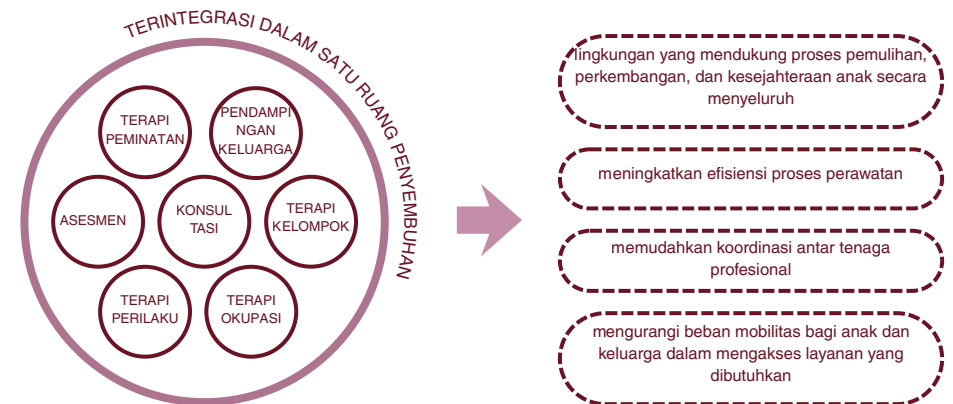 TERINTEGRASI DALAM SATU RUANG PENYEMBUHAN
TERAPI
PEMINATAN
PENDAMPI
NGAN
KELUARGA
ASESMEN
KONSUL
TASI
TERAPI
KELOMPOK
TERAPI
PERILAKU
TERAPI
OKUPASI
lingkungan yang mendukung proses pemulihan,
perkembangan, dan kesejahteraan anak secara
menyeluruh
meningkatkan efisiensi proses perawatan
memudahkan koordinasi antar tenaga
profesional
mengurangi beban mobilitas bagi anak dan
keluarga dalam mengakses layanan yang
dibutuhkan